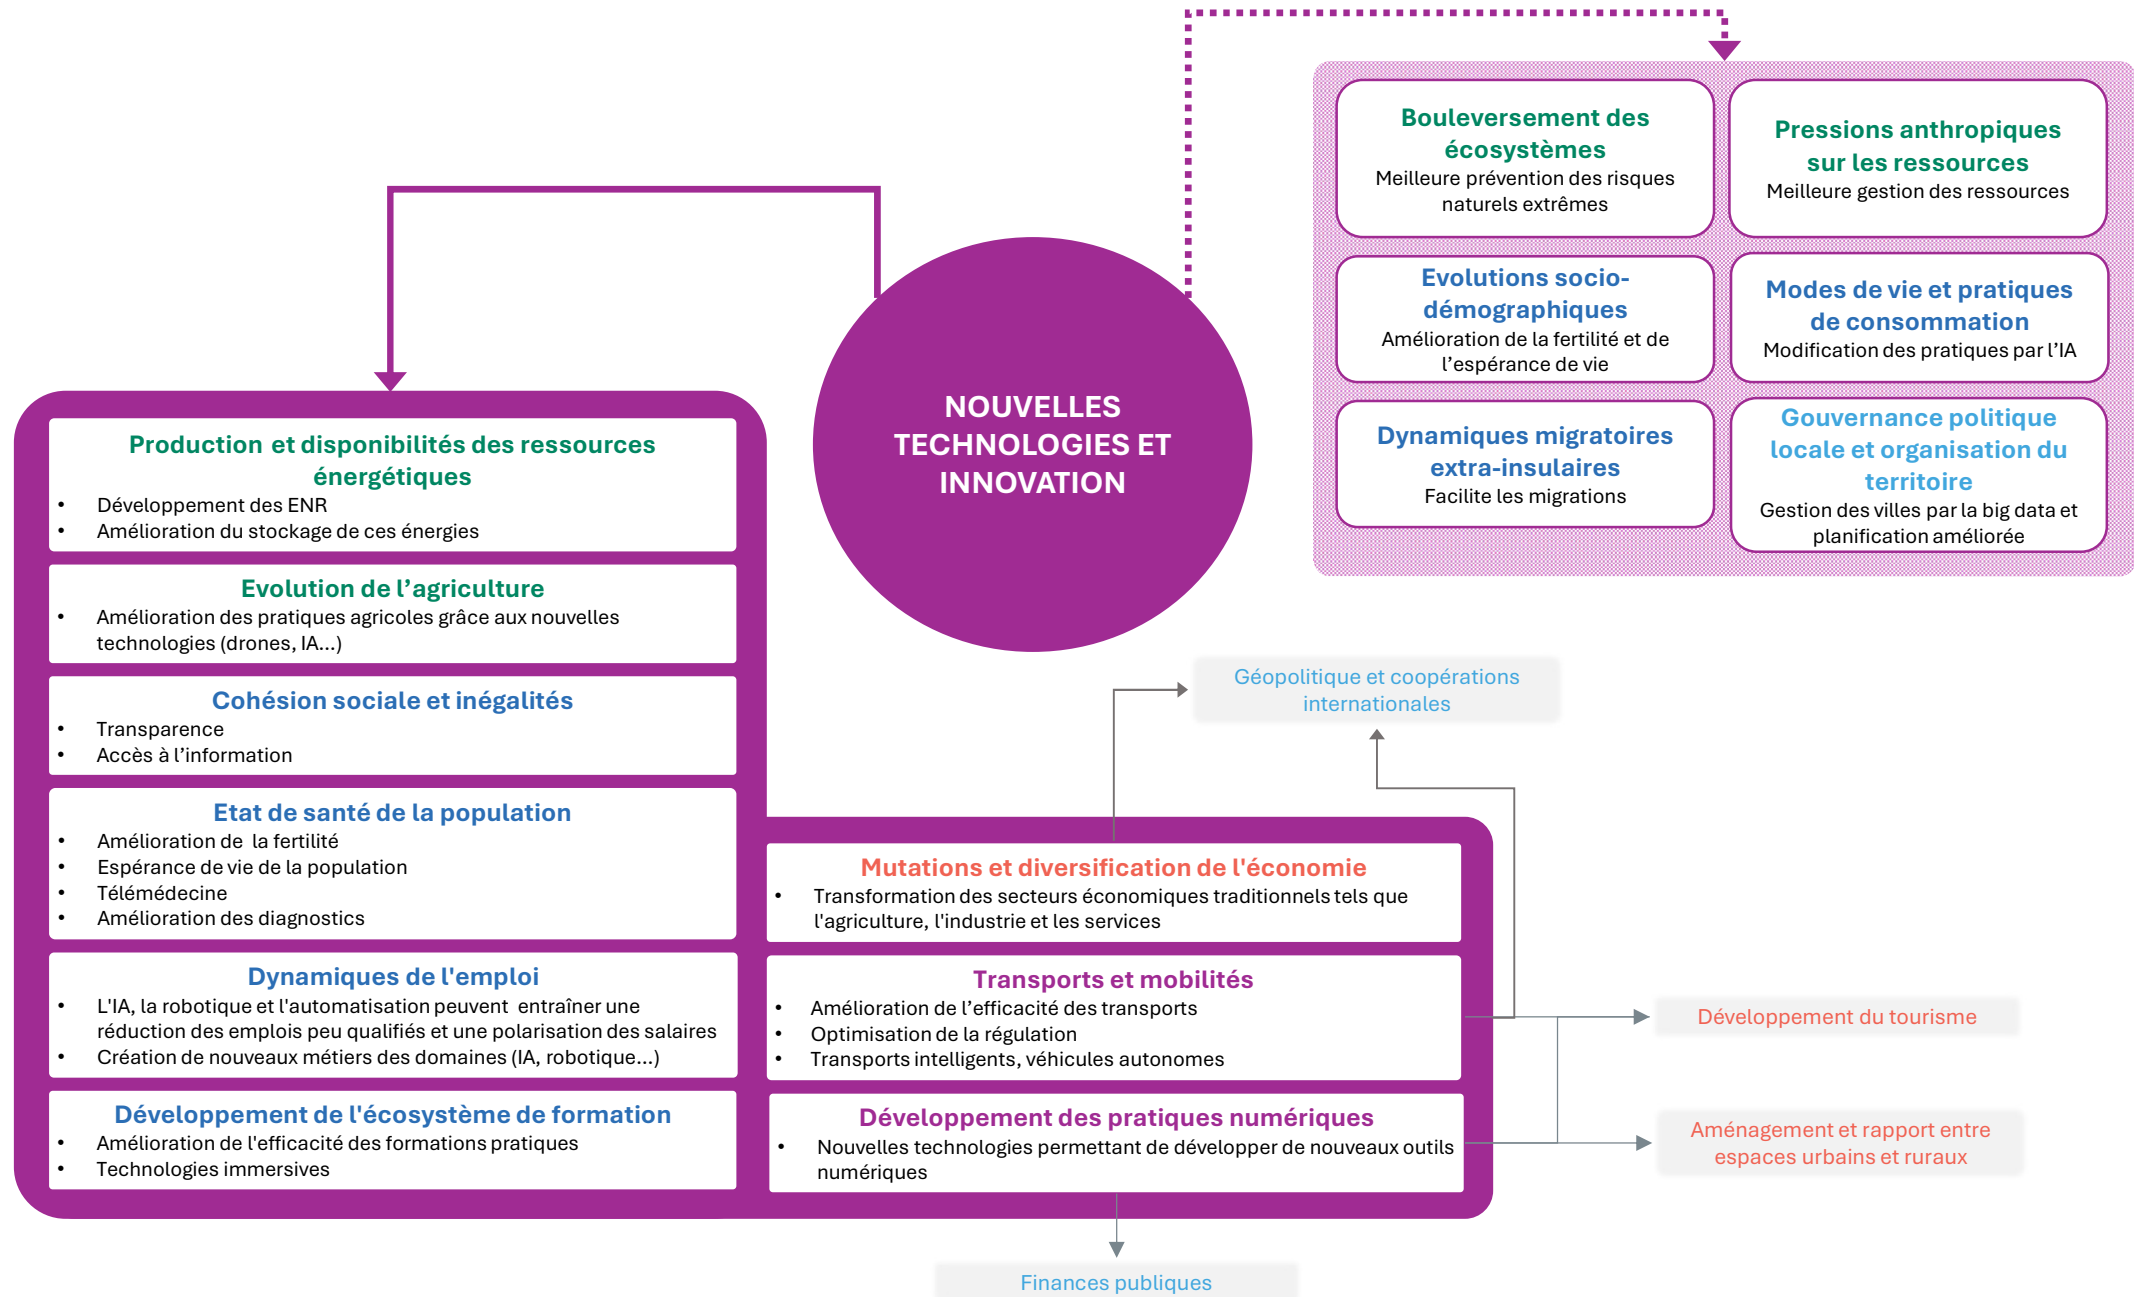 NOUVELLES
TECHNOLOGIES ET
INNOVATION
Bouleversement des
écosystèmes
Meilleure prévention des risques
naturels extrêmes
Pressions anthropiques
sur les ressources
Meilleure gestion des ressources
Evolutions socio-
démographiques
Amélioration de la fertilité et de
l’espérance de vie
Modes de vie et pratiques
de consommation
Modification des pratiques par l’IA
Dynamiques migratoires
extra-insulaires
Facilite les migrations
Gouvernance politique
locale et organisation du
territoire
Gestion des villes par la big data et
planification améliorée
Production et disponibilités des ressources
énergétiques
• Développement des ENR
• Amélioration du stockage de ces énergies
Evolution de l’agriculture
• Amélioration des pratiques agricoles grâce aux nouvelles
technologies (drones, IA...)
Cohésion sociale et inégalités
• Transparence
• Accès à l’information
Etat de santé de la population
• Amélioration de la fertilité
• Espérance de vie de la population
• Télémédecine
• Amélioration des diagnostics
Dynamiques de l'emploi
• L'IA, la robotique et l'automatisation peuvent entraîner une
réduction des emplois peu qualifiés et une polarisation des salaires
• Création de nouveaux métiers des domaines (IA, robotique...)
Développement de l'écosystème de formation
• Amélioration de l'efficacité des formations pratiques
• Technologies immersives
Mutations et diversification de l'économie
• Transformation des secteurs économiques traditionnels tels que
l'agriculture, l'industrie et les services
Transports et mobilités
• Amélioration de l’efficacité des transports
• Optimisation de la régulation
• Transports intelligents, véhicules autonomes
Développement des pratiques numériques
• Nouvelles technologies permettant de développer de nouveaux outils
numériques
Géopolitique et coopérations
internationales
Développement du tourisme
Aménagement et rapport entre
espaces urbains et ruraux
Finances publiques